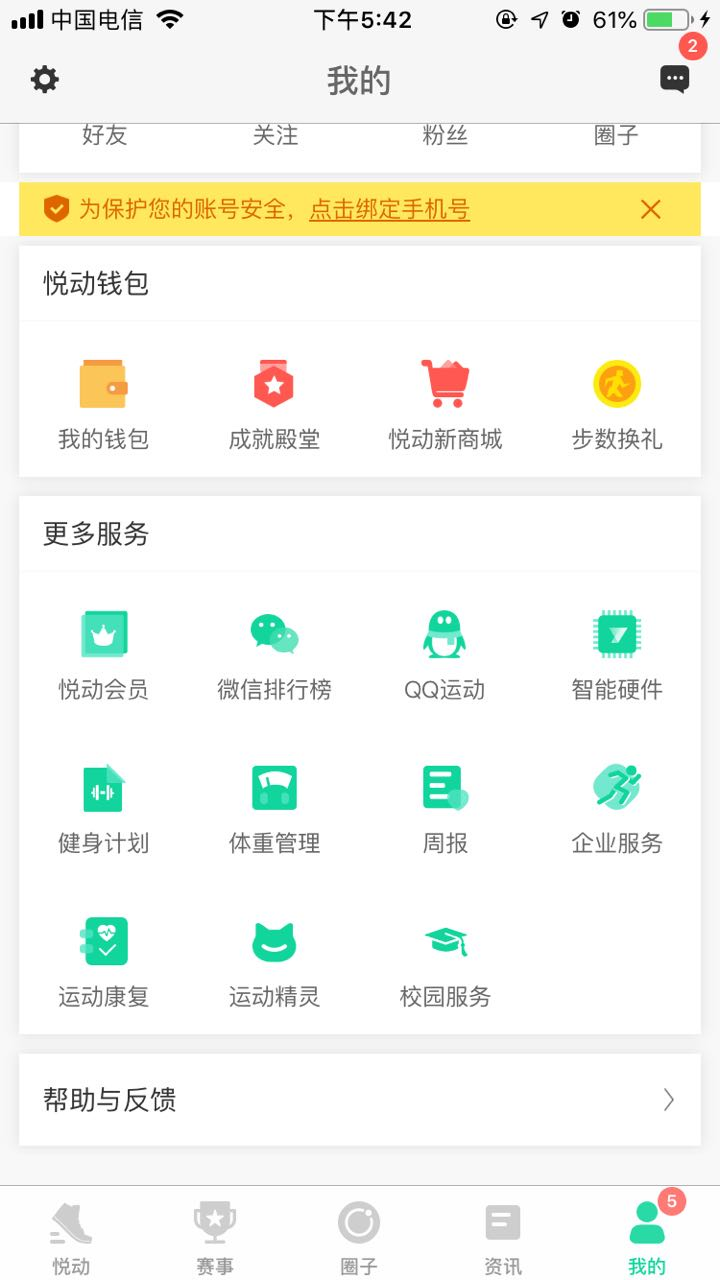 中国电信 下午5:42 61%
2
我的
好友 关注 粉丝 圈子
为保护您的账号安全，点击绑定手机号
悦动钱包
我的钱包 成就殿堂 悦动新商城 步数换礼
更多服务
悦动会员 微信排行榜 QQ运动 智能硬件
健身计划 体重管理 周报 企业服务
运动康复 运动精灵 校园服务
帮助与反馈
5
悦动 赛事 圈子 资讯 我的